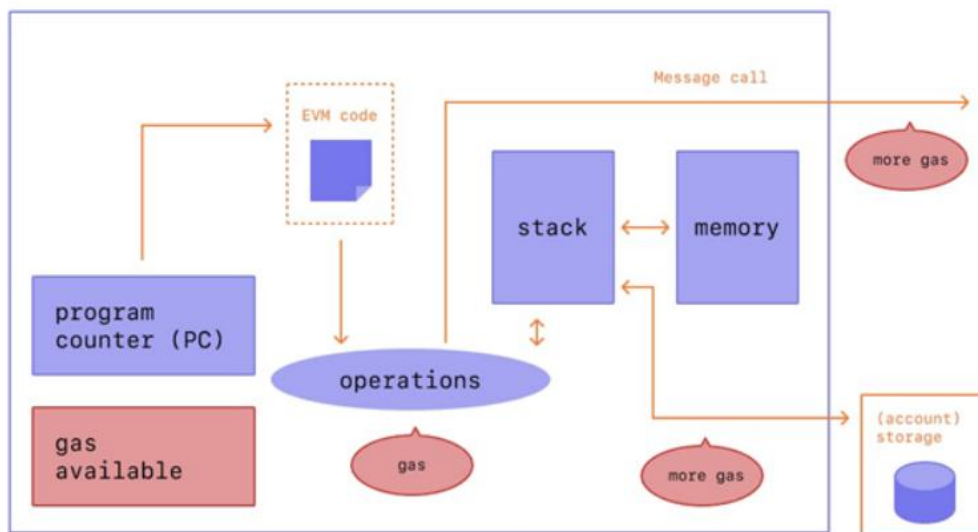 Message call
EVM code
more gas
stack
memory
program
counter (PC)
operations
gas
available
gas
more gas
(account)
storage